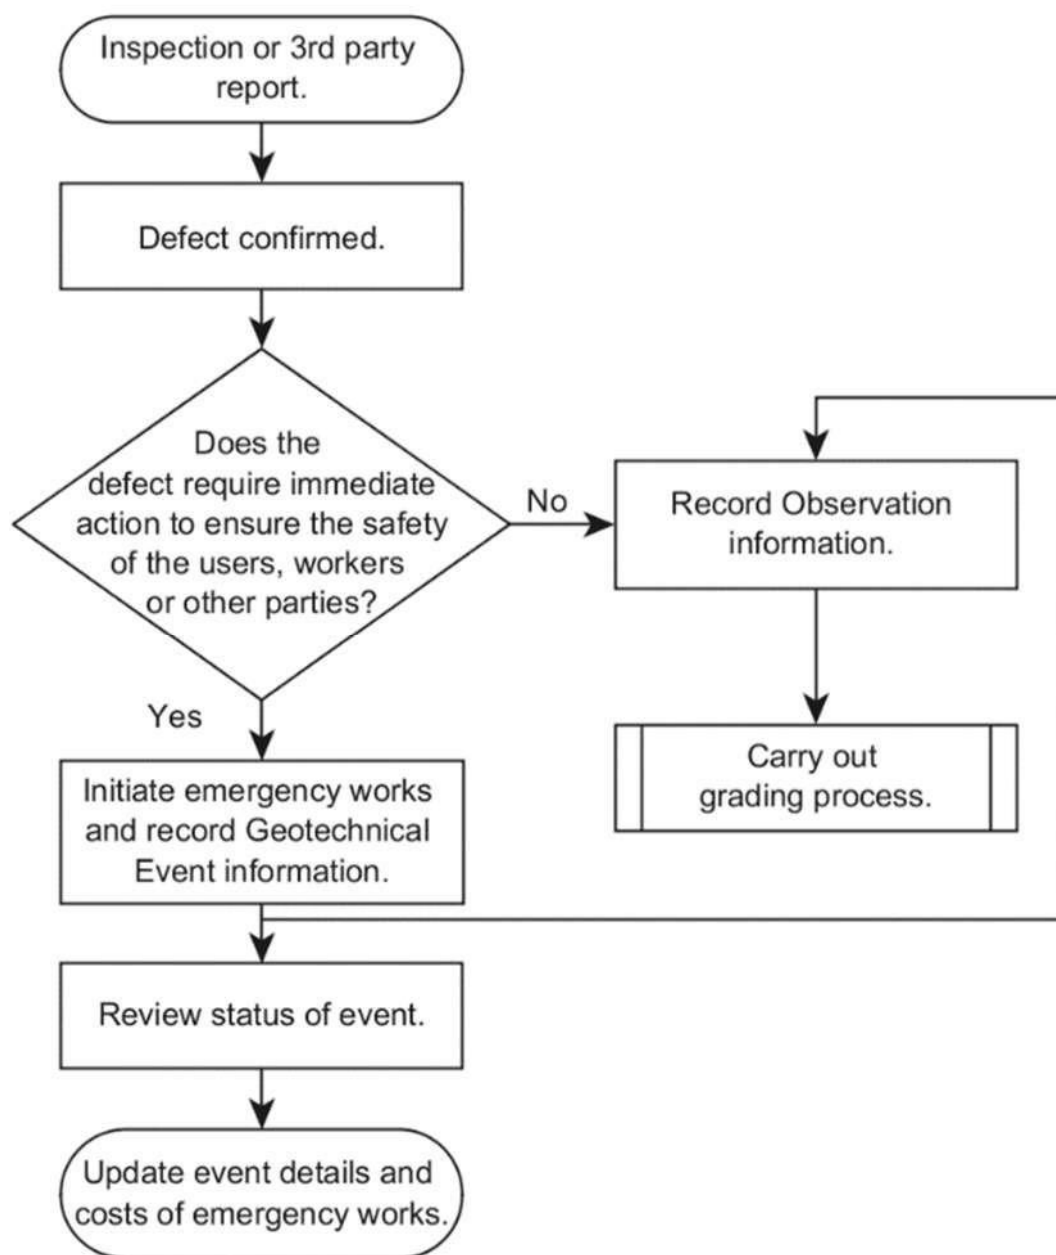 Inspection or 3rd party
report.
Defect confirmed.
Does the
defect require immediate
action to ensure the safety
of the users, workers
or other parties?
No
Record Observation
information.
Yes
Carry out
grading process.
Initiate emergency works
and record Geotechnical
Event information.
Review status of event.
Update event details and
costs of emergency works.